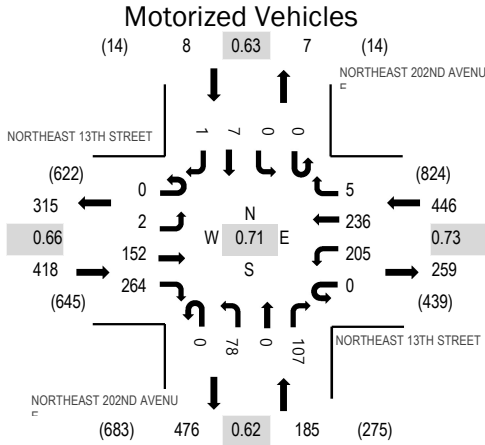 Motorized Vehicles
(14) 8 0.63 7 (14)
NORTHEAST 202ND AVENU
NORTHEAST 13TH STREET
1 7 0 0
(622) (824)
315 0 5 446
2 N 236
0.66 W 0.71 E 0.73
152 S 205
418 264 0 259
(645) (439)
0 78 0 107
NORTHEAST 13TH STREET
NORTHEAST 202ND AVENU
(683) 476 0.62 185 (275)